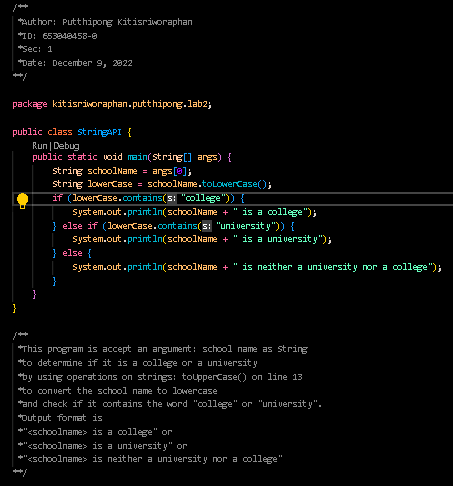 /**
*Author: Putthipong Kitisriworaphan
*ID: 653040458-0
*Sec: 1
*Date: December 9, 2022
**/
package kitisriworaphan.putthipong.lab2;
public class StringAPI {
Run|Debug
public static void main(String[] args) {
String schoolName = args[0];
String lowerCase = schoolName.toLowerCase();
if (lowerCase.contains(s: "college")) {
System.out.println(schoolName + " is a college");
} else if (lowerCase.contains(s: "university")) {
System.out.println(schoolName + " is a university");
} else {
System.out.println(schoolName + " is neither a university nor a college");
}
}
}
/**
*This program is accept an argument: school name as String
*to determine if it is a college or a university
*by using operations on strings: toUpperCase() on line 13
*to convert the school name to lowercase
*and check if it contains the word "college" or "university".
*Output format is
*"<schoolname> is a college" or
*"<schoolname> is a university" or
*"<schoolname> is neither a university nor a college"
**/